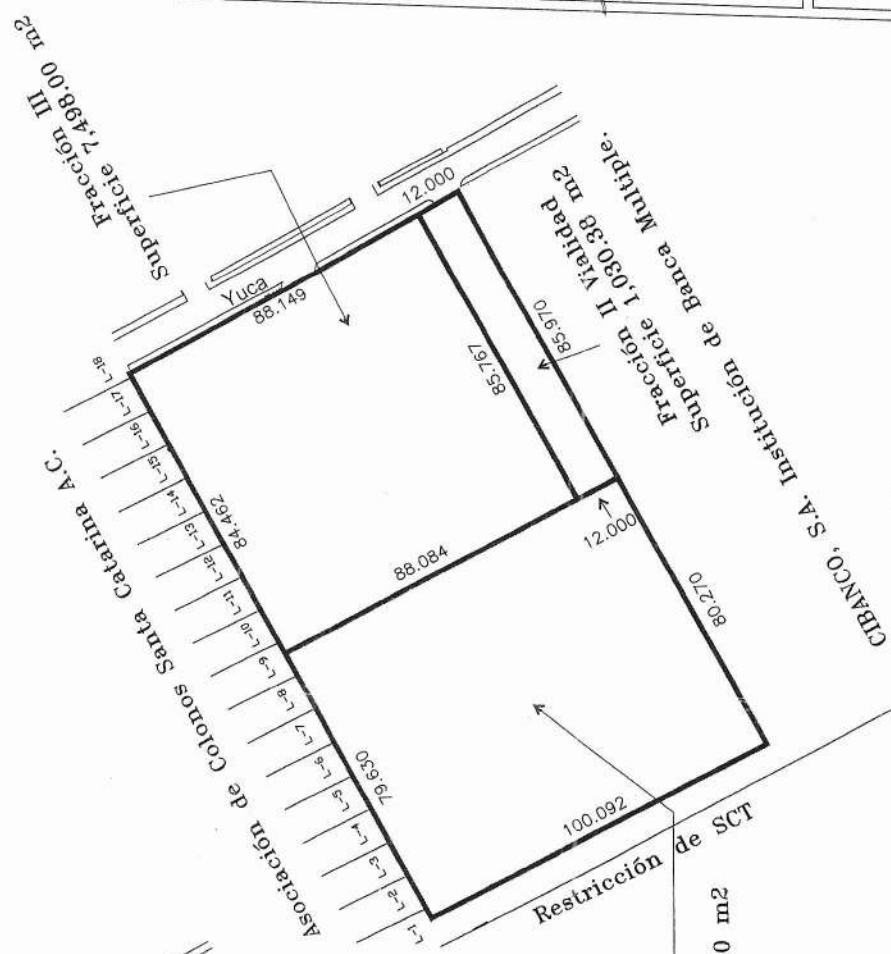 Fracción III
Superficie 7,498.00 m2
12.000
Yuca
88.149
Fracción II Vialidad
Superficie 1,030.38 m2
85.970
85.767
CIBANCO, S.A. Institución de Banca Multiple.
Asociación de Colonos Santa Catarina A.C.
L-18
L-17
L-16
L-15
L-14
L-13
L-12
L-11
L-10
L-9
L-8
L-7
L-6
L-5
L-4
L-3
L-2
L-1
84.462
88.084
12.000
80.270
79.630
100.092
Restricción de SCT
0 m2